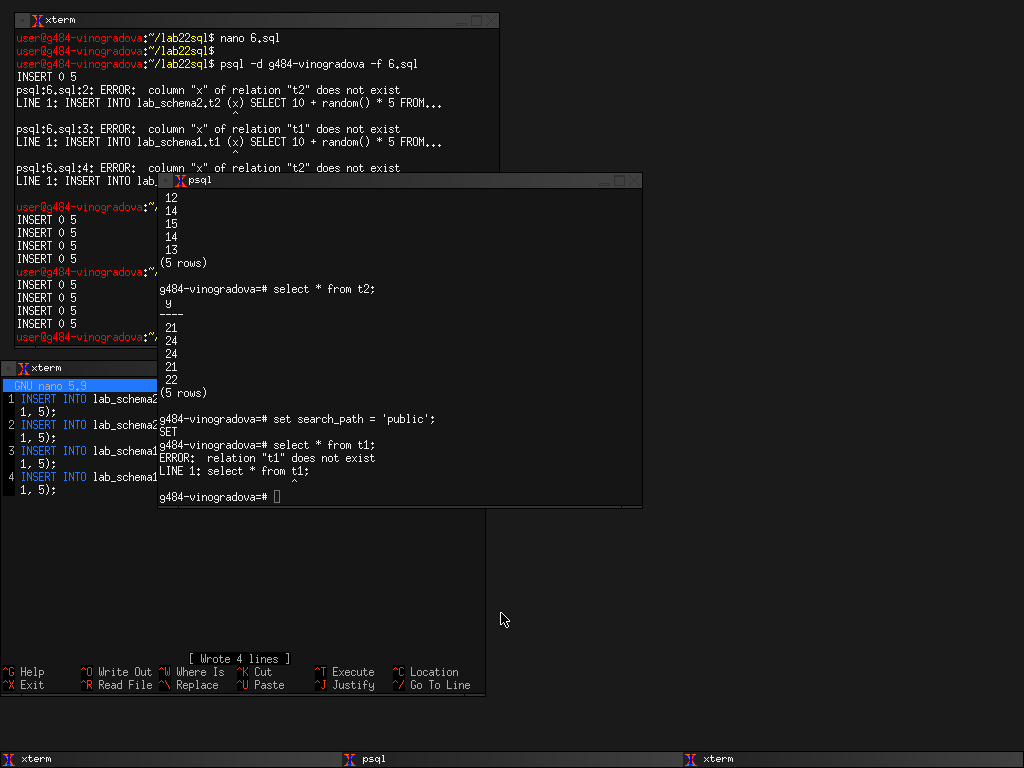 xterm
user@g484-vinogradova:~/lab22sql$ nano 6.sql
user@g484-vinogradova:~/lab22sql$
user@g484-vinogradova:~/lab22sql$ psql -d g484-vinogradova -f 6.sql
INSERT 0 5
psql:6.sql:2: ERROR:  column "x" of relation "t2" does not exist
LINE 1: INSERT INTO lab_schema2.t2 (x) SELECT 10 + random() * 5 FROM...
^
psql:6.sql:3: ERROR:  column "x" of relation "t1" does not exist
LINE 1: INSERT INTO lab_schema1.t1 (x) SELECT 10 + random() * 5 FROM...
^
psql:6.sql:4: ERROR:  column "x" of relation "t2" does not exist
LINE 1: INSERT INTO lab_
user@g484-vinogradova:~/
INSERT 0 5
INSERT 0 5
INSERT 0 5
INSERT 0 5
user@g484-vinogradova:~/
INSERT 0 5
INSERT 0 5
INSERT 0 5
INSERT 0 5
user@g484-vinogradova:~/
psql
12
14
15
14
13
(5 rows)
g484-vinogradova=# select * from t2;
y
----
21
24
24
21
22
(5 rows)
g484-vinogradova=# set search_path = 'public';
SET
g484-vinogradova=# select * from t1;
ERROR:  relation "t1" does not exist
LINE 1: select * from t1;
^
g484-vinogradova=#
xterm
GNU nano 5.9
1 INSERT INTO lab_schema2
1, 5);
2 INSERT INTO lab_schema2
1, 5);
3 INSERT INTO lab_schema1
1, 5);
4 INSERT INTO lab_schema1
1, 5);
[ Wrote 4 lines ]
^G Help ^O Write Out ^W Where Is ^K Cut ^T Execute ^C Location
^X Exit ^R Read File ^\ Replace ^U Paste ^J Justify ^/ Go To Line
xterm psql xterm